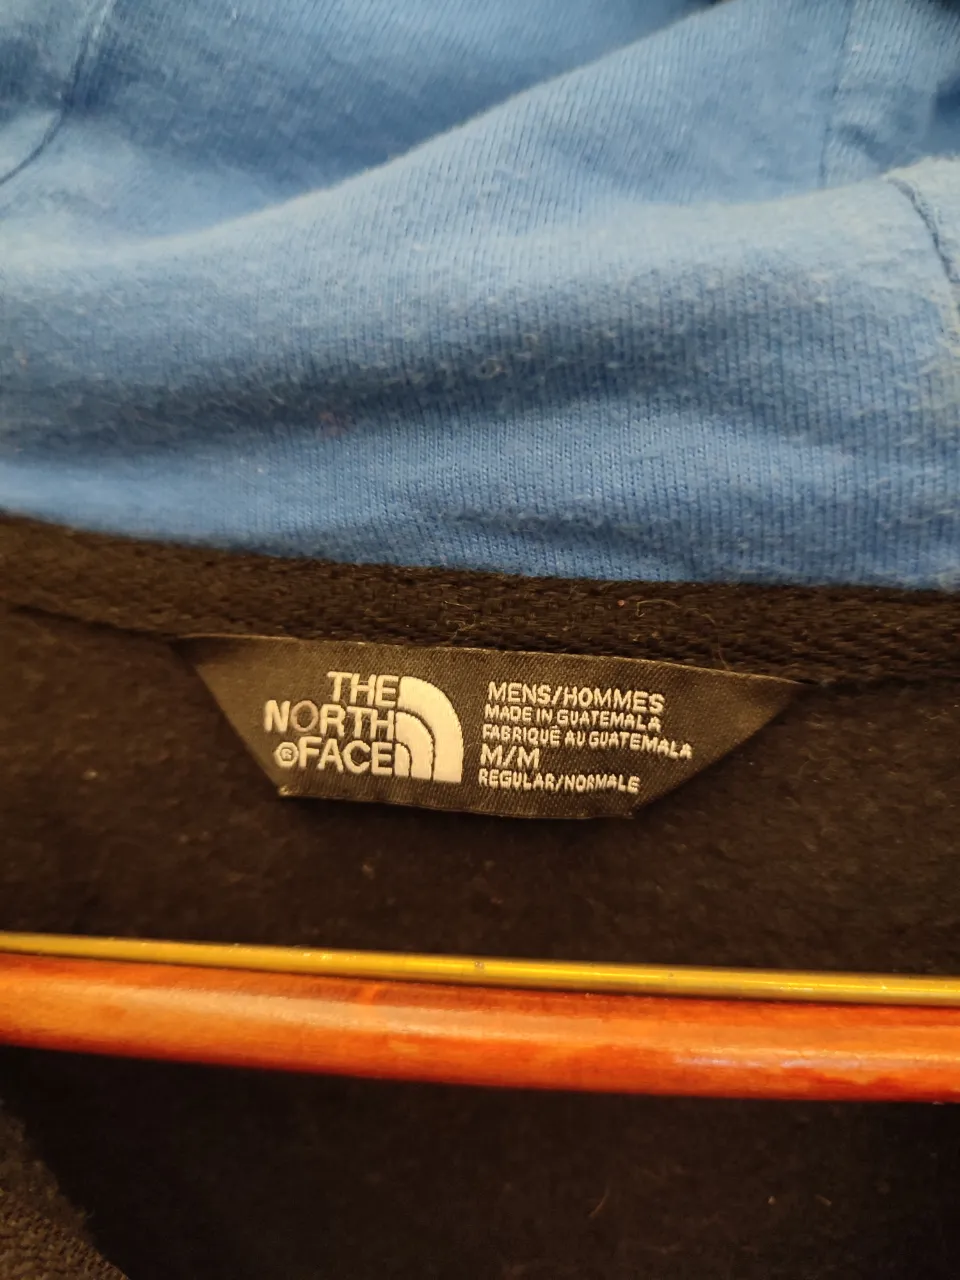 THE
NORTH
®FACE
MENS/HOMMES
MADE IN GUATEMALA
FABRIQUÉ AU GUATEMALA
M/M
REGULAR/NORMALE